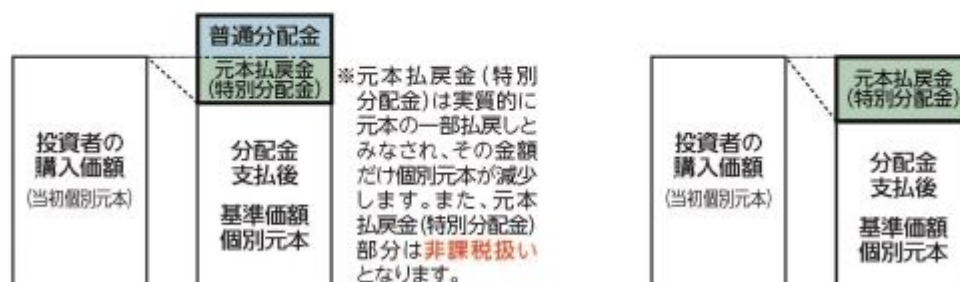 普通分配金
元本払戻金
(特別分配金)
投資者の
購入価額
(当初個別元本)
分配金
支払後
基準価額
個別元本
※元本払戻金(特別
分配金)は実質的に
元本の一部払戻しと
みなされ、その金額
だけ個別元本が減少
します。また、元本
払戻金(特別分配金)
部分は非課税扱い
となります。
投資者の
購入価額
(当初個別元本)
元本払戻金
(特別分配金)
分配金
支払後
基準価額
個別元本